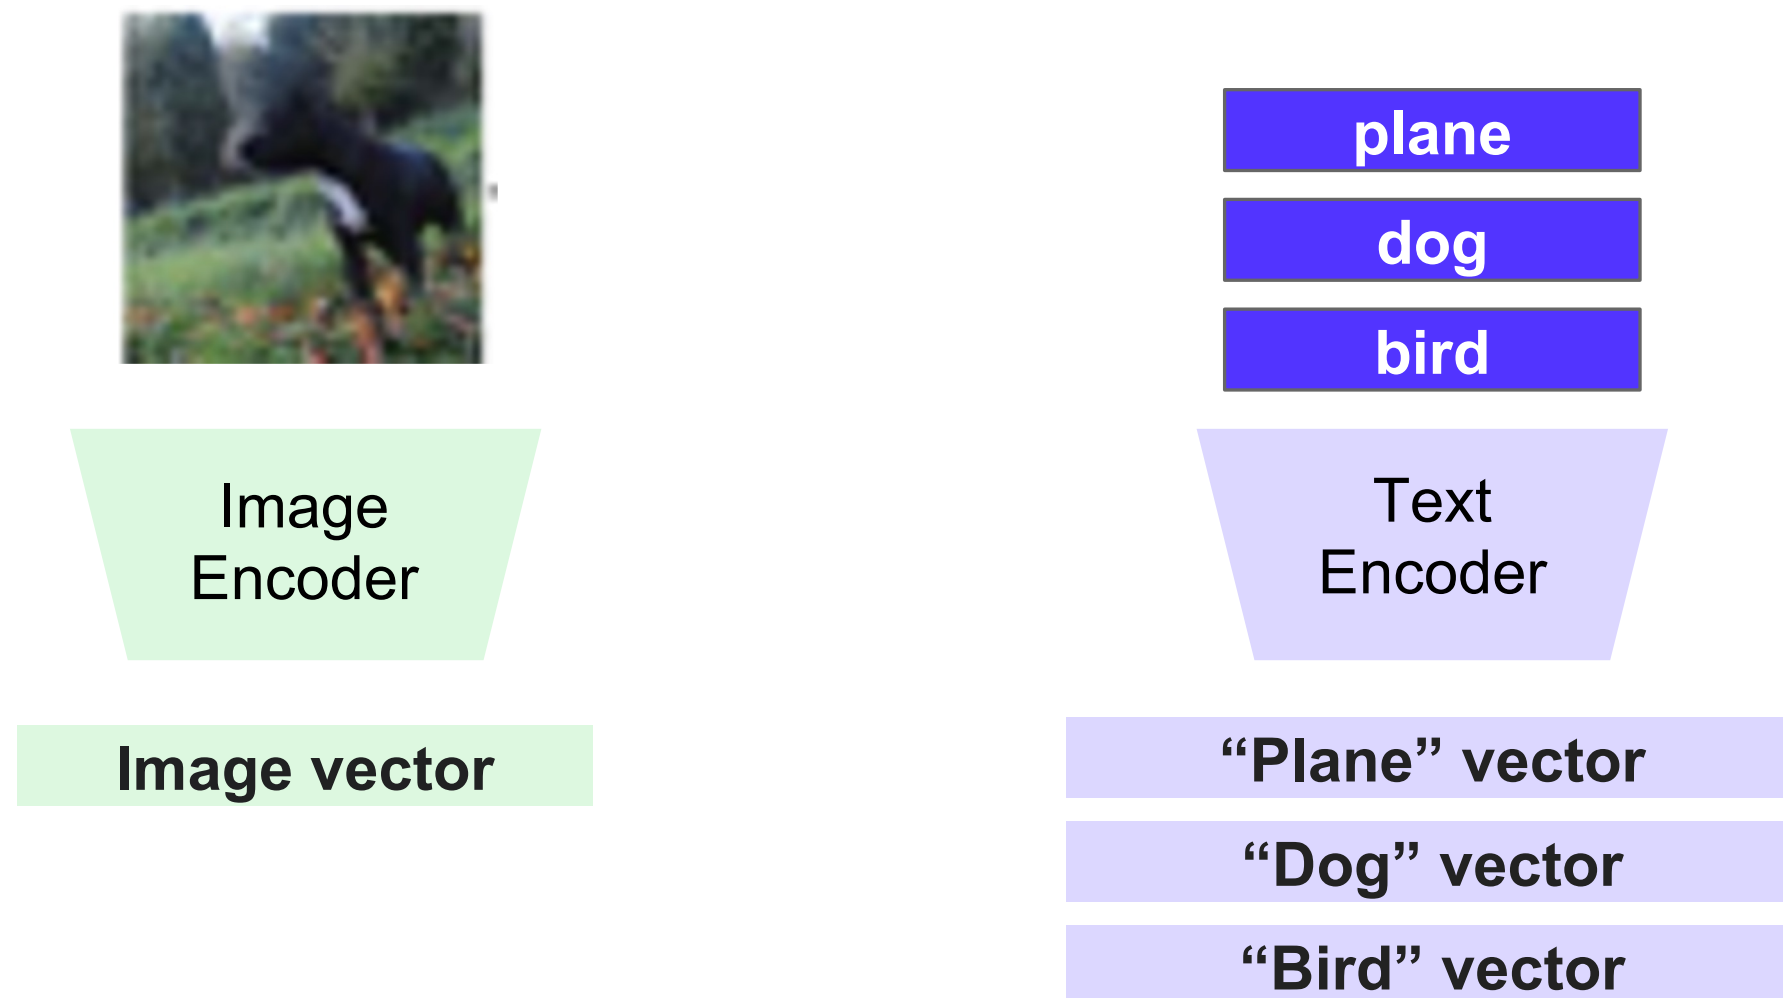 plane
dog
bird
Image
Encoder
Text
Encoder
Image vector
“Plane” vector
“Dog” vector
“Bird” vector